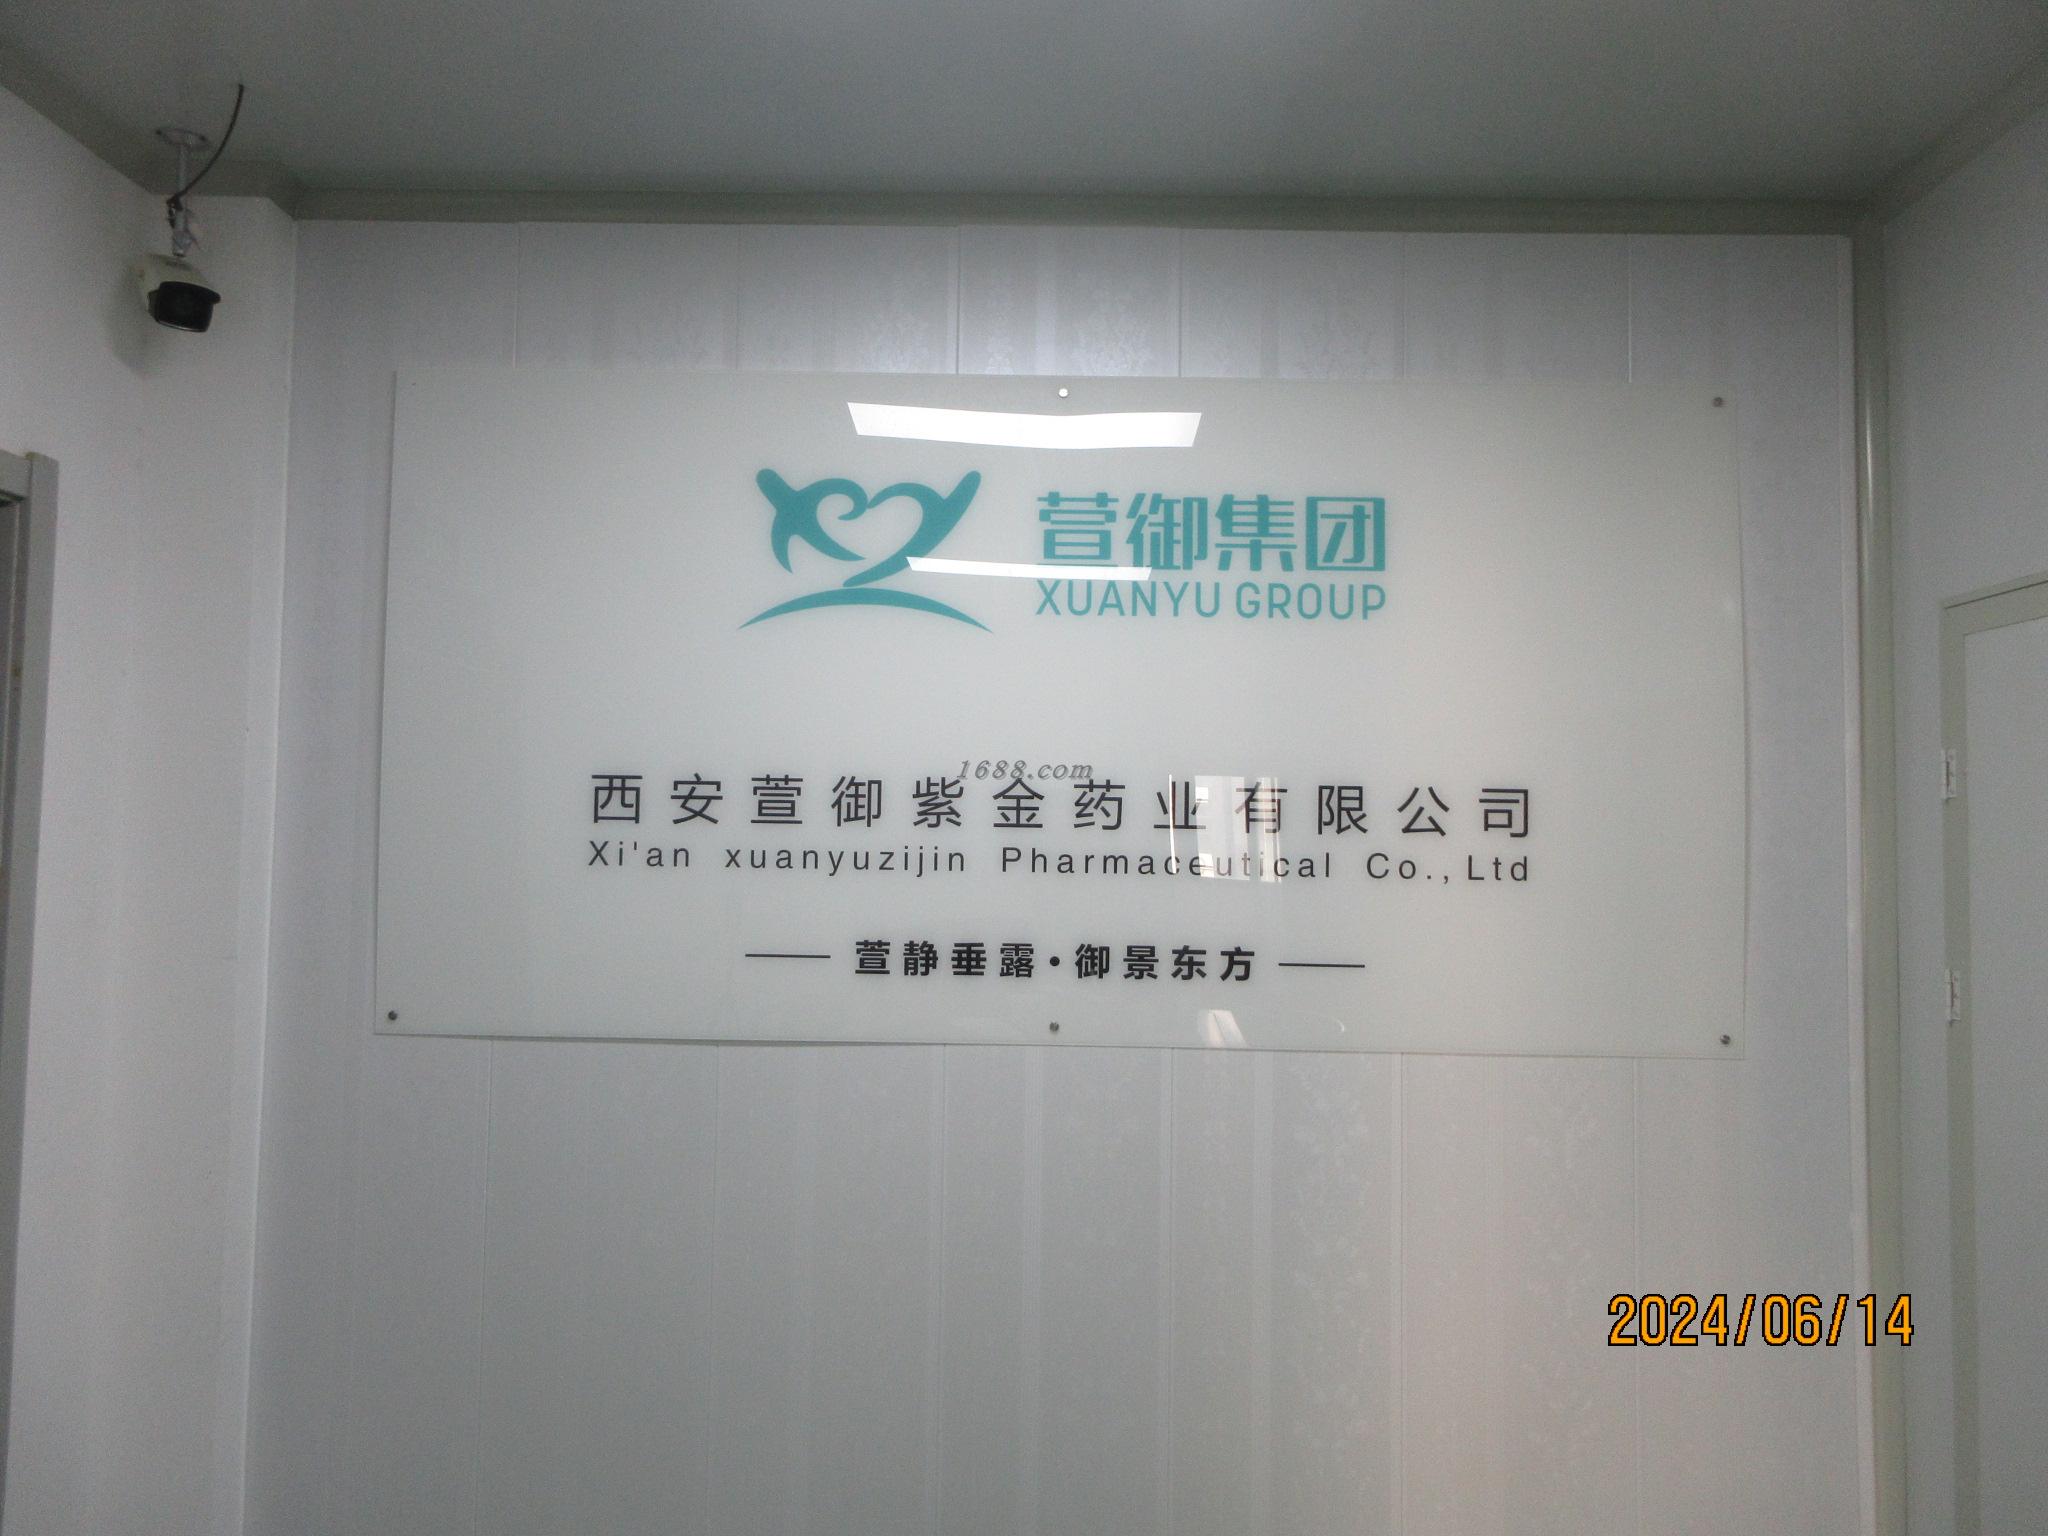 萱御集团
XUANYU GROUP
1688.com
西安萱御紫金药业有限公司
Xi'an xuanyuzijin Pharmaceutical Co.,Ltd
萱静垂露·御景东方
2024/06/14